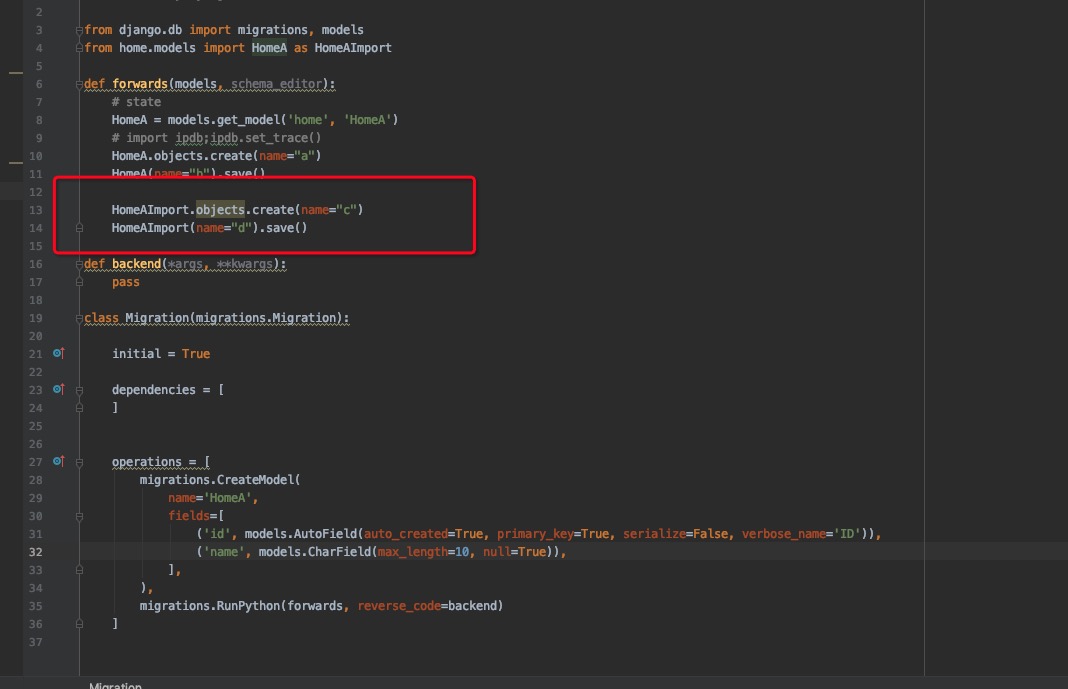 2
3 from django.db import migrations, models
4 from home.models import HomeA as HomeAImport
5
6 def forwards(models, schema_editor):
7 # state
8 HomeA = models.get_model('home', 'HomeA')
9 # import ipdb;ipdb.set_trace()
10 HomeA.objects.create(name="a")
11 HomeA(name="b").save()
12
13 HomeAImport.objects.create(name="c")
14 HomeAImport(name="d").save()
15
16 def backend(*args, **kwargs):
17 pass
18
19 class Migration(migrations.Migration):
20
21 initial = True
22
23 dependencies = [
24 ]
25
26
27 operations = [
28 migrations.CreateModel(
29 name='HomeA',
30 fields=[
31 ('id', models.AutoField(auto_created=True, primary_key=True, serialize=False, verbose_name='ID')),
32 ('name', models.CharField(max_length=10, null=True)),
33 ],
34 ),
35 migrations.RunPython(forwards, reverse_code=backend)
36 ]
37
Migration